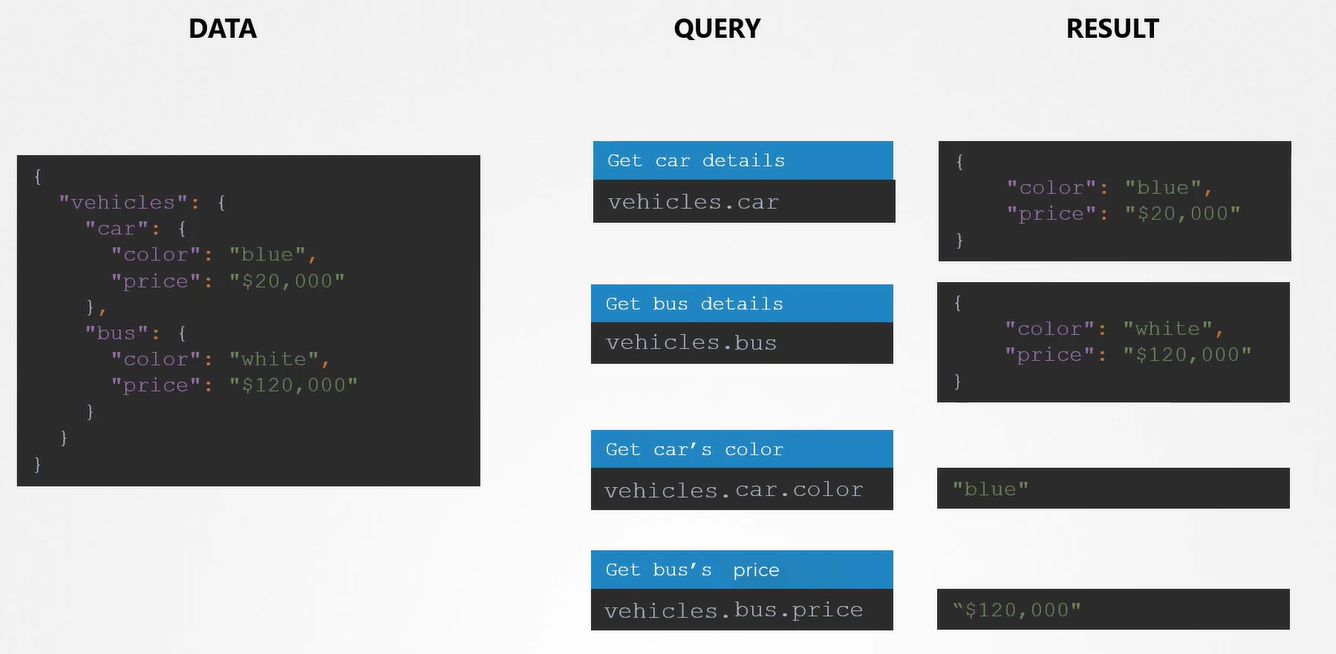 DATA
QUERY
RESULT
{
"vehicles": {
"car": {
"color": "blue",
"price": "$20,000"
},
"bus": {
"color": "white",
"price": "$120,000"
}
}
}
Get car details
vehicles.car
{
"color": "blue",
"price": "$20,000"
}
Get bus details
vehicles.bus
{
"color": "white",
"price": "$120,000"
}
Get car’s color
vehicles.car.color
"blue"
Get bus’s price
vehicles.bus.price
“$120,000"